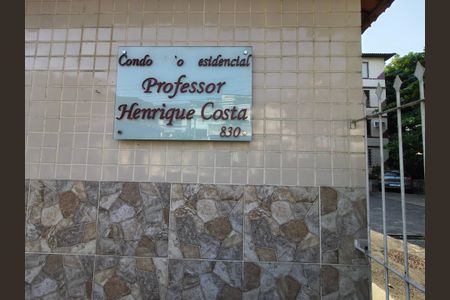 Condo 'o esidencial
Professor
Henrique Costa
830